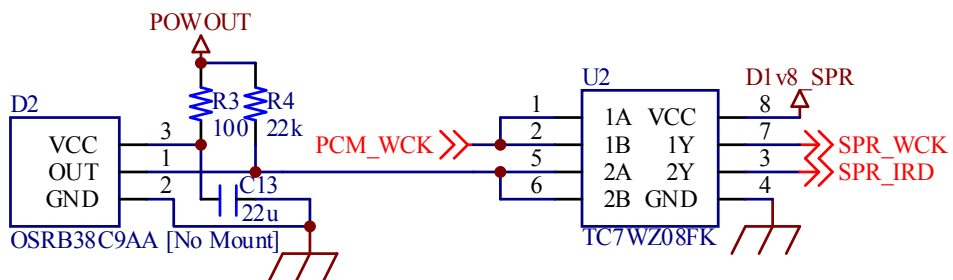 POWOUT
D2
R3
100
R4
22k
VCC
3
OUT
1
GND
2
C13
22u
OSRB38C9AA [No Mount]
PCM_WCK
U2
D1v8_SPR
1
1A
VCC
8
2
1B
1Y
7
SPR_WCK
5
2A
2Y
3
SPR_IRD
6
2B
GND
4
TC7WZ08FK